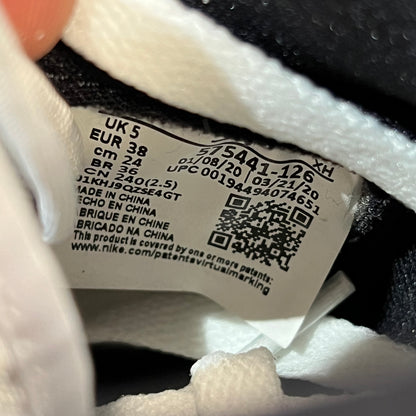 UK 5
EUR 38
cm 24
BR 36
CN 240(2.5)
575441-126 XH
01/08/20 03/21/20
UPC 00194494074651
MADE IN CHINA
HECHO EN CHINA
FABRIQUE EN CHINE
FABRICADO NA CHINA
This product is covered by one or more patents:
www.nike.com/patentsvirtualmarking